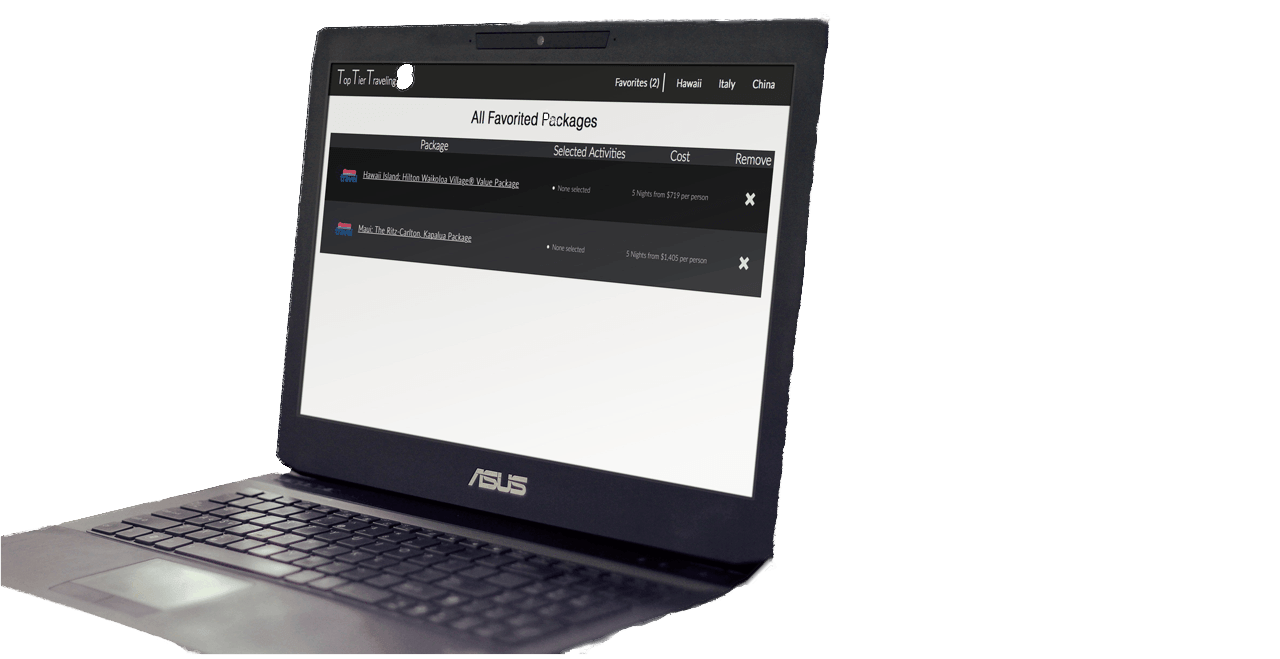 Top Tier Traveling
Favorites (2) Hawaii Italy China
All Favorited Packages
Package Selected Activities Cost Remove
Hawaii Island: Hilton Waikoloa Village® Value Package None selected 5 Nights from $719 per person
Maui: The Ritz-Carlton, Kapalua Package None selected 5 Nights from $1,405 per person
ASUS